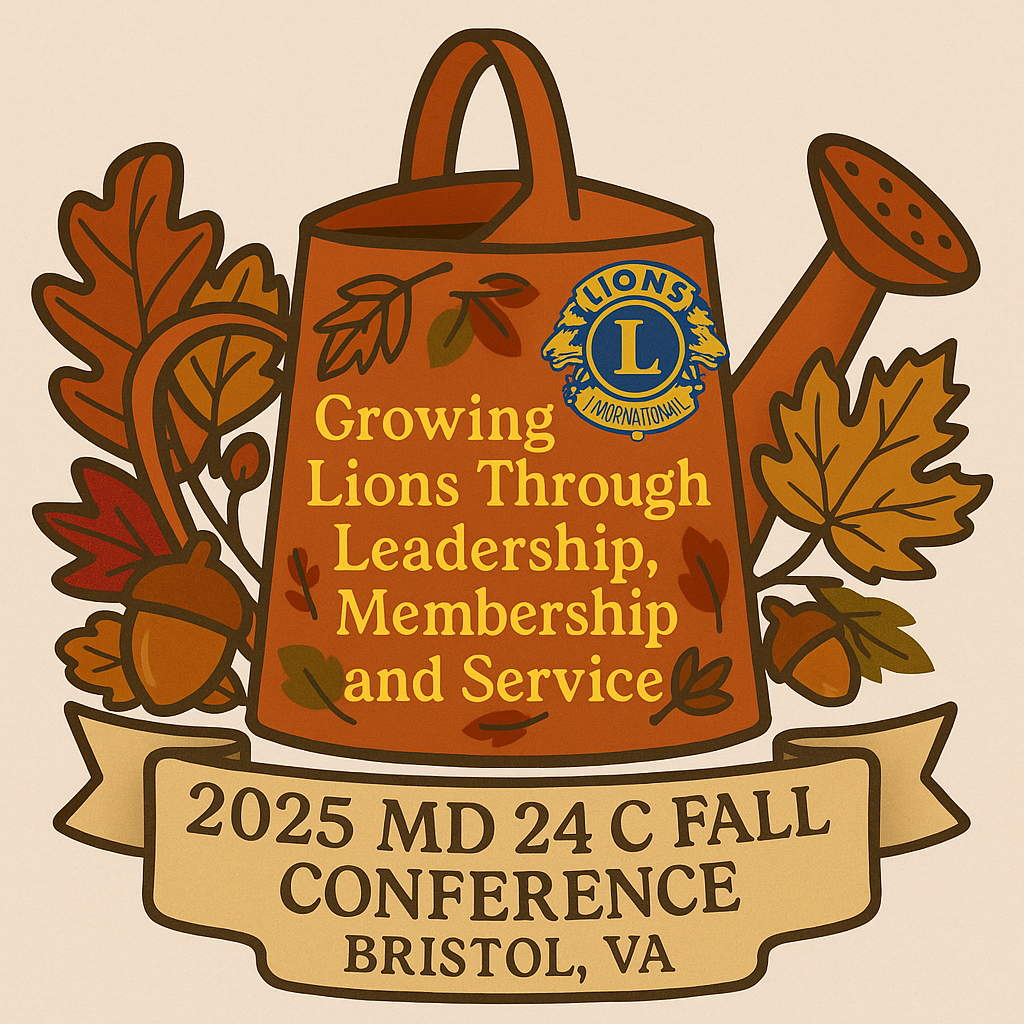 LIONS
L
Growing
Lions Through
Leadership,
Membership
and Service
2025 MD 24 C FALL
CONFERENCE
BRISTOL, VA